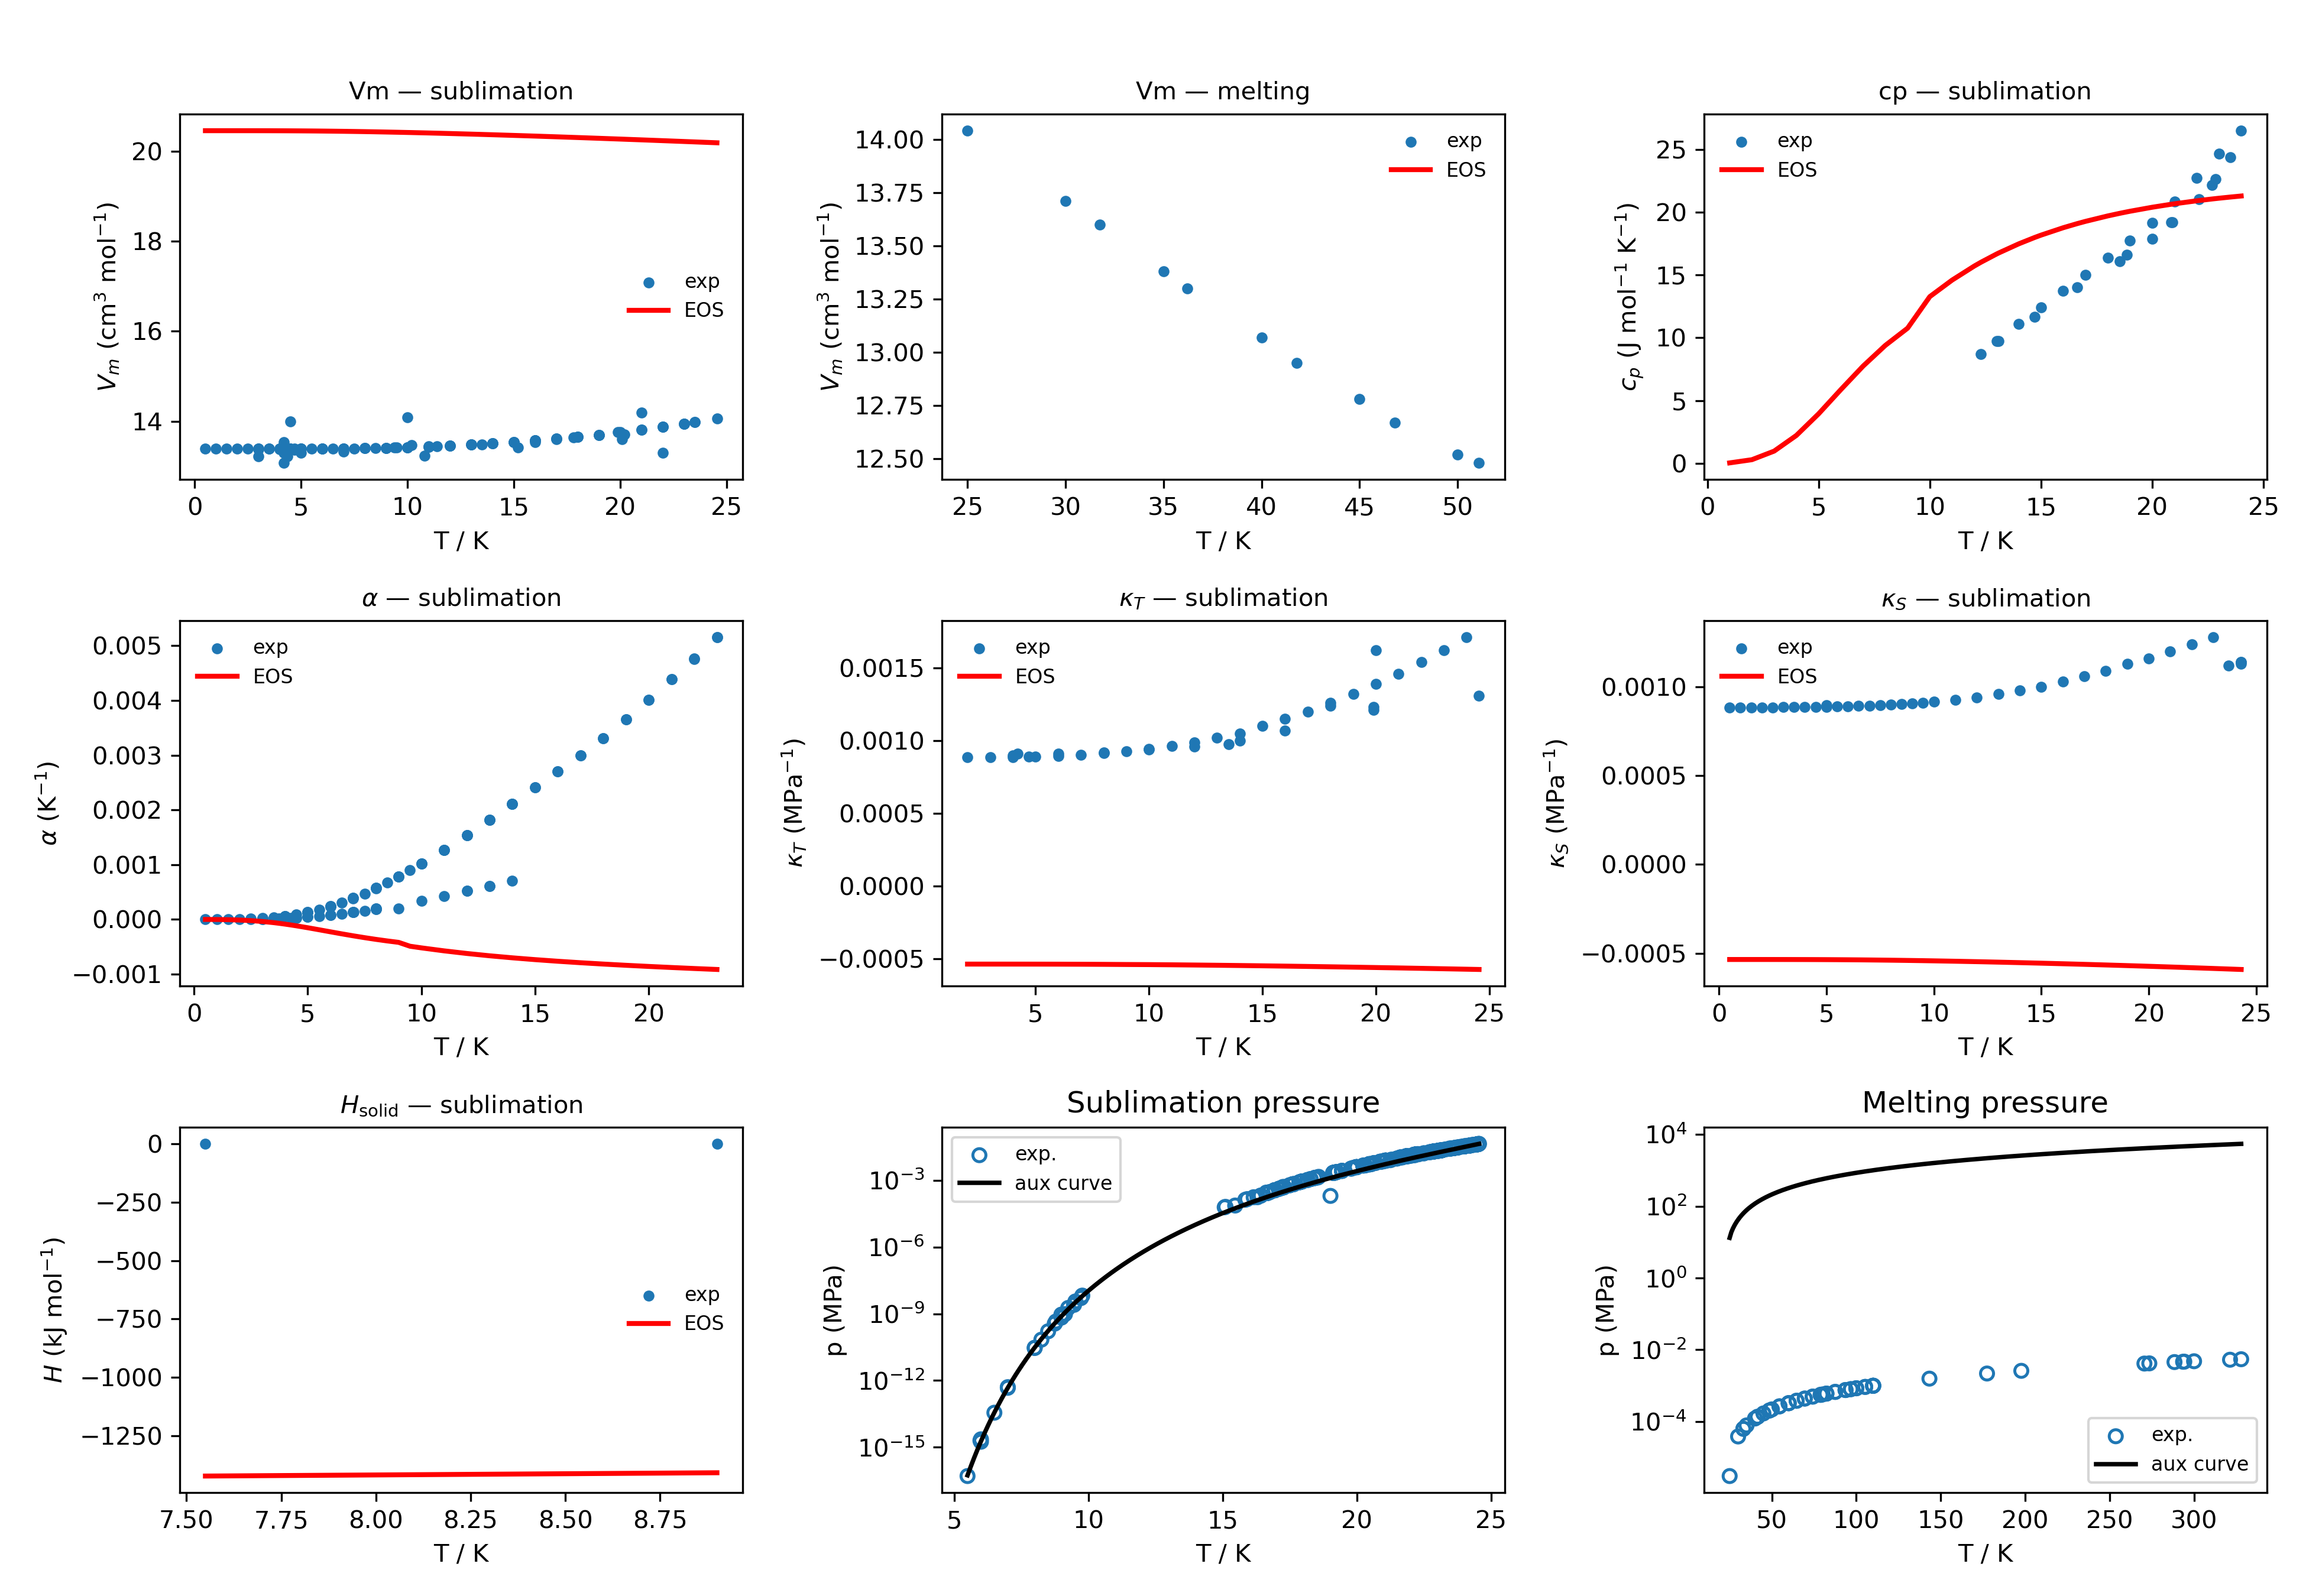 Vm — sublimation
20
18
16
14
V_m (cm³ mol⁻¹)
exp
EOS
0 5 10 15 20 25
T / K
Vm — melting
14.00
13.75
13.50
13.25
13.00
12.75
12.50
V_m (cm³ mol⁻¹)
exp
EOS
25 30 35 40 45 50
T / K
cp — sublimation
25
20
15
10
5
0
c_p (J mol⁻¹ K⁻¹)
exp
EOS
0 5 10 15 20 25
T / K
α — sublimation
0.005
0.004
0.003
0.002
0.001
0.000
−0.001
α (K⁻¹)
exp
EOS
0 5 10 15 20
T / K
κ_T — sublimation
0.0015
0.0010
0.0005
0.0000
−0.0005
κ_T (MPa⁻¹)
exp
EOS
5 10 15 20 25
T / K
κ_S — sublimation
0.0010
0.0005
0.0000
−0.0005
κ_S (MPa⁻¹)
exp
EOS
0 5 10 15 20 25
T / K
H_solid — sublimation
0
−250
−500
−750
−1000
−1250
H (kJ mol⁻¹)
exp
EOS
7.50 7.75 8.00 8.25 8.50 8.75
T / K
Sublimation pressure
10⁻³
10⁻⁶
10⁻⁹
10⁻¹²
10⁻¹⁵
p (MPa)
exp.
aux curve
5 10 15 20 25
T / K
Melting pressure
10⁴
10²
10⁰
10⁻²
10⁻⁴
p (MPa)
exp.
aux curve
50 100 150 200 250 300
T / K